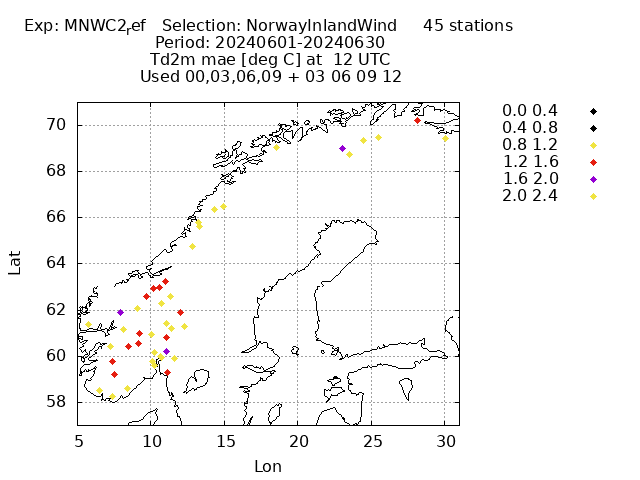 Exp: MNWC2ref   Selection: NorwayInlandWind     45 stations
Period: 20240601-20240630
Td2m mae [deg C] at  12 UTC
Used 00,03,06,09 + 03 06 09 12
70
68
66
64
62
60
58
5 10 15 20 25 30
Lat
Lon
0.0 0.4
0.4 0.8
0.8 1.2
1.2 1.6
1.6 2.0
2.0 2.4